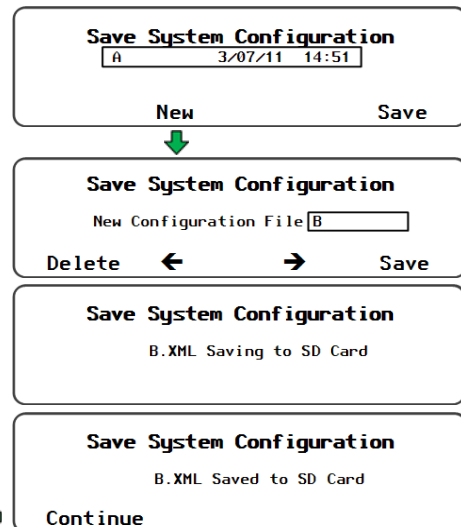 Save System Configuration
A 3/07/11 14:51
New Save
Save System Configuration
New Configuration File B
Delete ← → Save
Save System Configuration
B.XML Saving to SD Card
Save System Configuration
B.XML Saved to SD Card
Continue